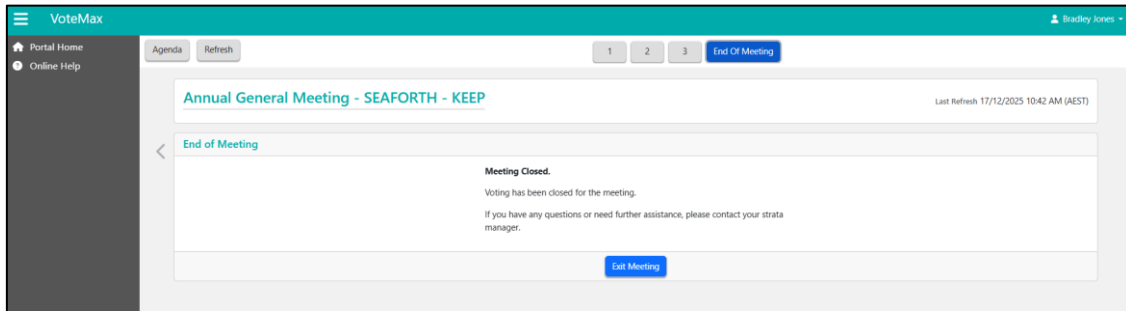 VoteMax
Bradley Jones
Portal Home
Online Help
Agenda
Refresh
1
2
3
End Of Meeting
Annual General Meeting - SEAFORTH - KEEP
Last Refresh 17/12/2025 10:42 AM (AEST)
End of Meeting
Meeting Closed.
Voting has been closed for the meeting.
If you have any questions or need further assistance, please contact your strata
manager.
Exit Meeting